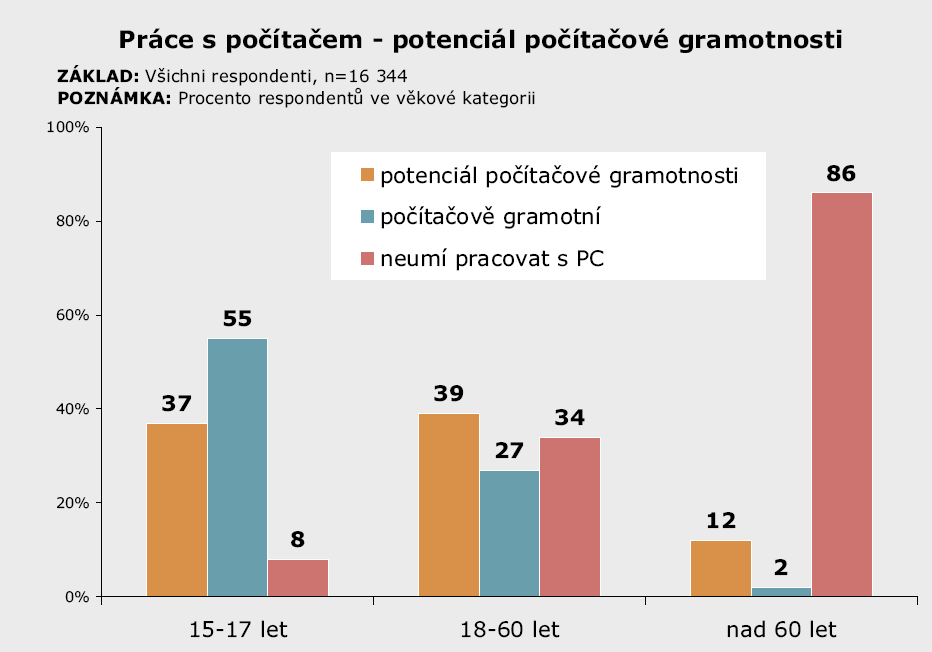 Práce s počítačem - potenciál počítačové gramotnosti
ZÁKLAD: Všichni respondenti, n=16 344
POZNÁMKA: Procento respondentů ve věkové kategorii
100%
80%
60%
40%
20%
0%
potenciál počítačové gramotnosti
počítačově gramotní
neumí pracovat s PC
37
55
8
39
27
34
12
2
86
15-17 let
18-60 let
nad 60 let